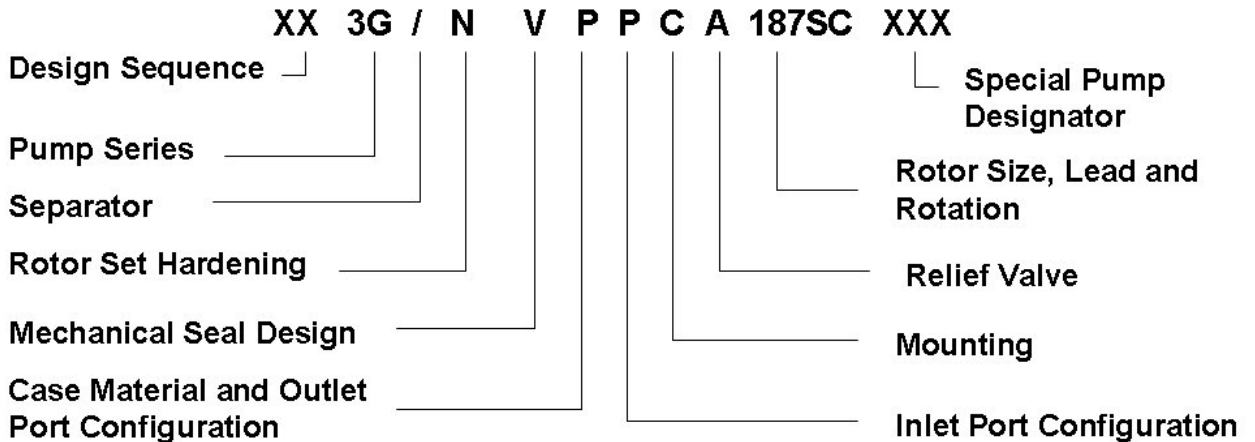 XX 3G / N V P P C A 187SC XXX
Design Sequence
Special Pump
Designator
Pump Series
Rotor Size, Lead and
Rotation
Separator
Rotor Set Hardening
Relief Valve
Mechanical Seal Design
Mounting
Case Material and Outlet
Port Configuration
Inlet Port Configuration